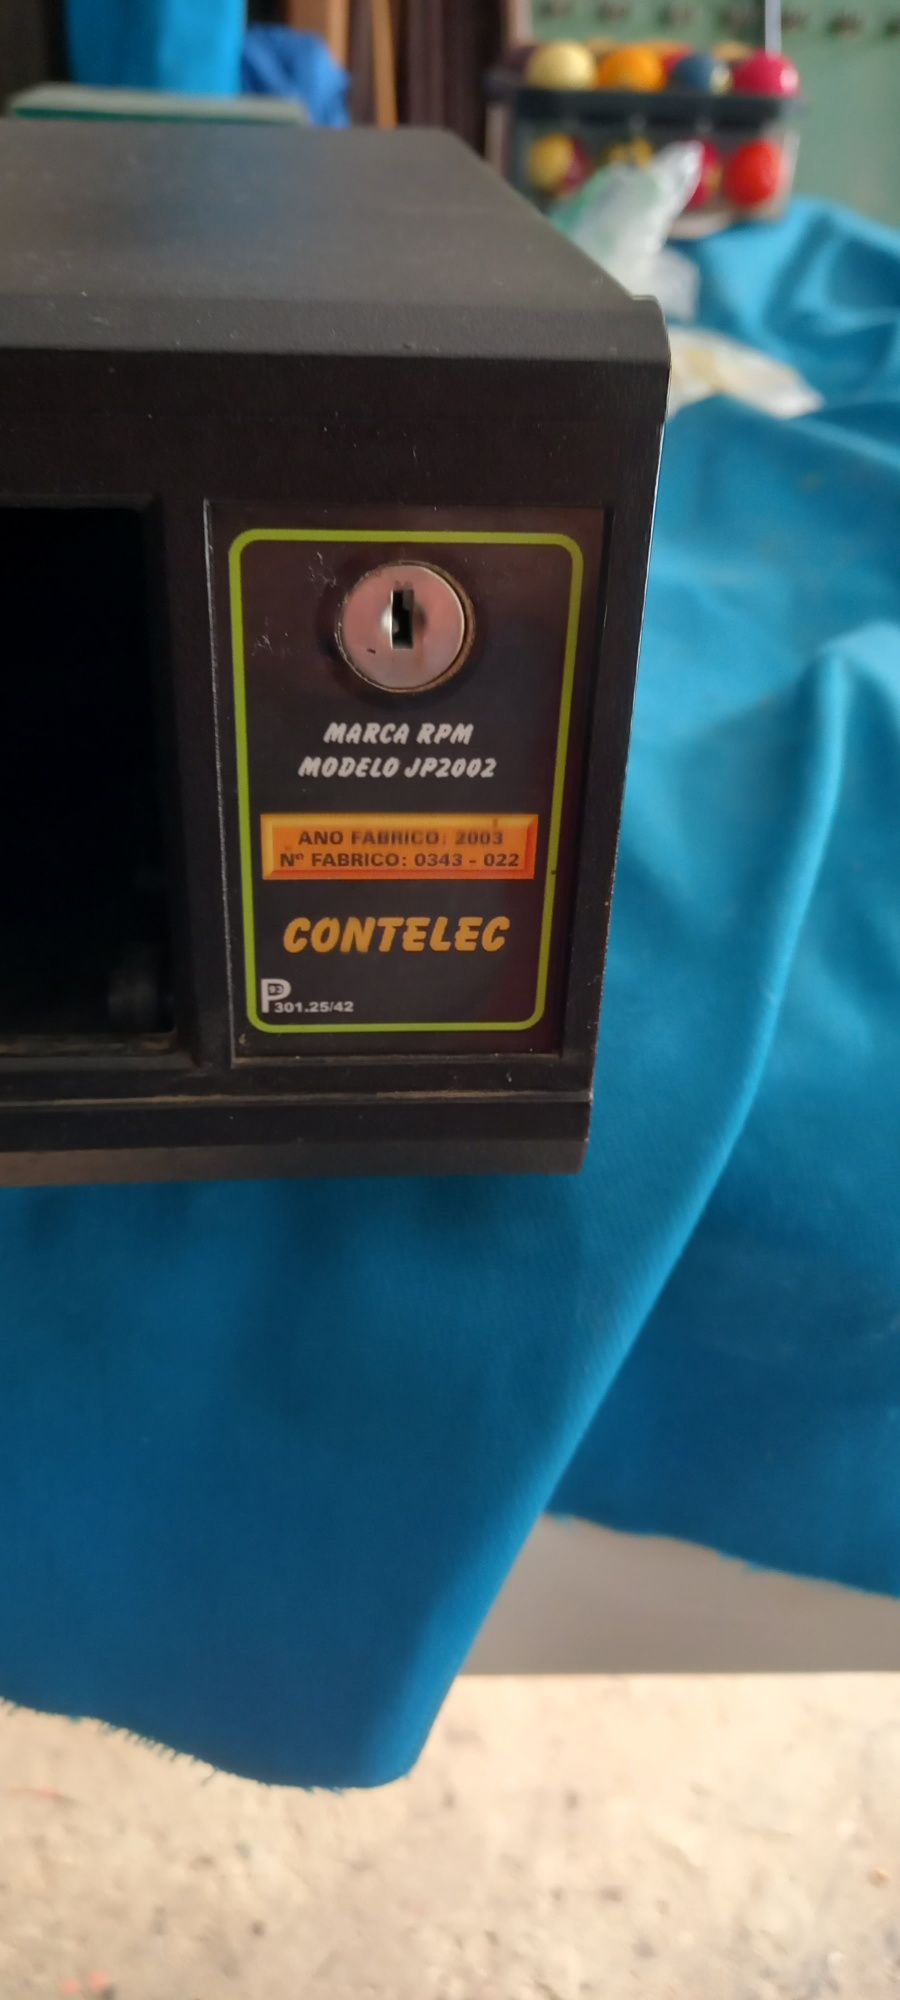 MARCA RPM
MODELO JP2002
ANO FABRICO: 2003
Nº FABRICO: 0343 - 022
CONTELEC
P 301.25/42